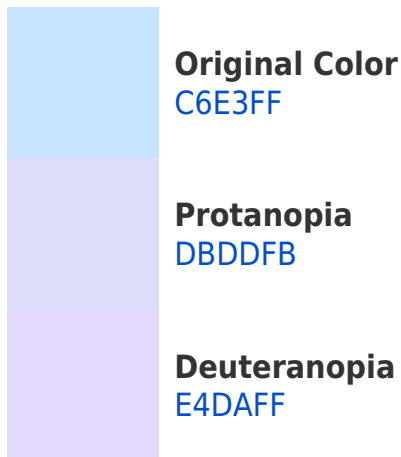 Original Color
C6E3FF
Protanopia
DBDDFB
Deuteranopia
E4DAFF